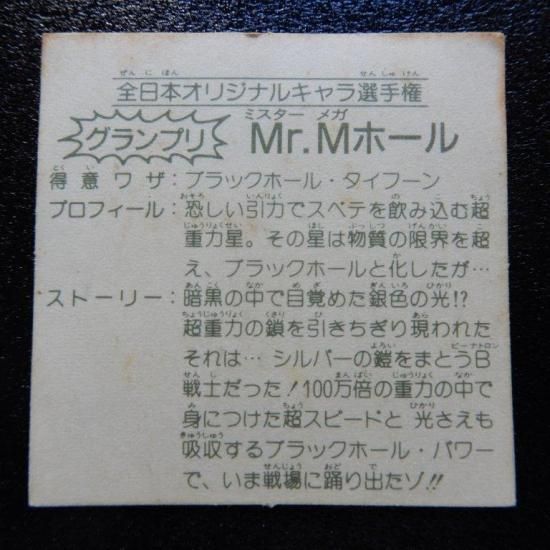 全日本オリジナルキャラ選手権
グランプリ Mr.Mホール
得意ワザ：ブラックホール・タイフーン
プロフィール：恐しい引力でスベテを飲み込む超
重力星。その星は物質の限界を超
え、ブラックホールと化したが…
ストーリー：暗黒の中で目覚めた銀色の光!?
超重力の鎖を引きちぎり現われた
それは… シルバーの鎧をまとうB
戦士だった！100万倍の重力の中で
身につけた超スピードと 光さえも
吸収するブラックホール・パワー
で、いま戦場に踊り出たゾ!!